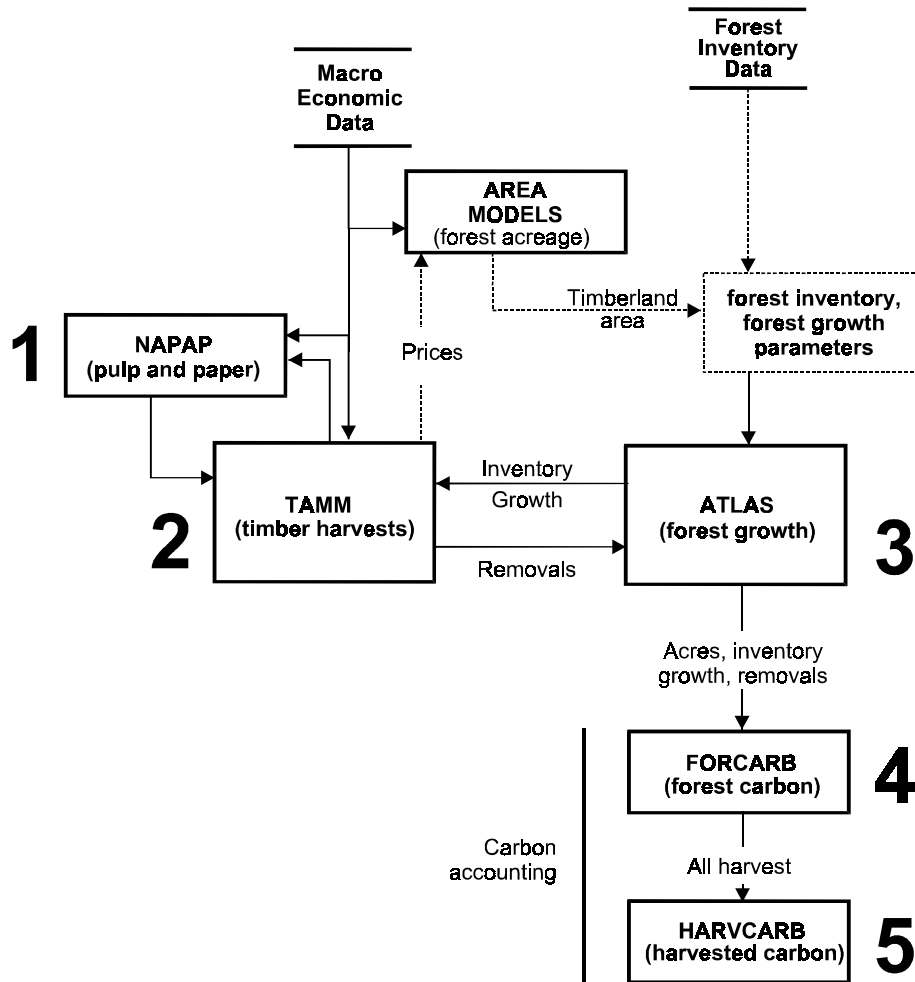 Forest
Inventory
Data
Macro
Economic
Data
AREA
MODELS
(forest acreage)
Timberland
area
forest inventory,
forest growth
parameters
1
NAPAP
(pulp and paper)
Prices
2
TAMM
(timber harvests)
Inventory
Growth
Removals
ATLAS
(forest growth)
3
Acres, inventory
growth, removals
FORCARB
(forest carbon)
4
Carbon
accounting
All harvest
HARVCARB
(harvested carbon)
5